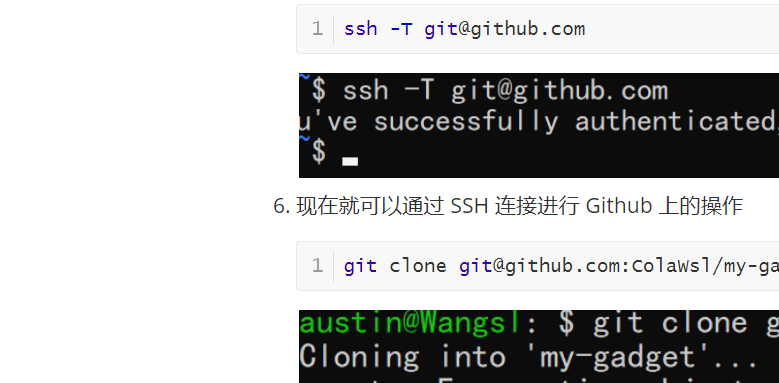 1 ssh -T git@github.com
~$ ssh -T git@github.com
u've successfully authenticated,
~$
6. 现在就可以通过 SSH 连接进行 Github 上的操作
1 git clone git@github.com:ColaWsl/my-ga
austin@Wangsl: $ git clone g
Cloning into 'my-gadget'...